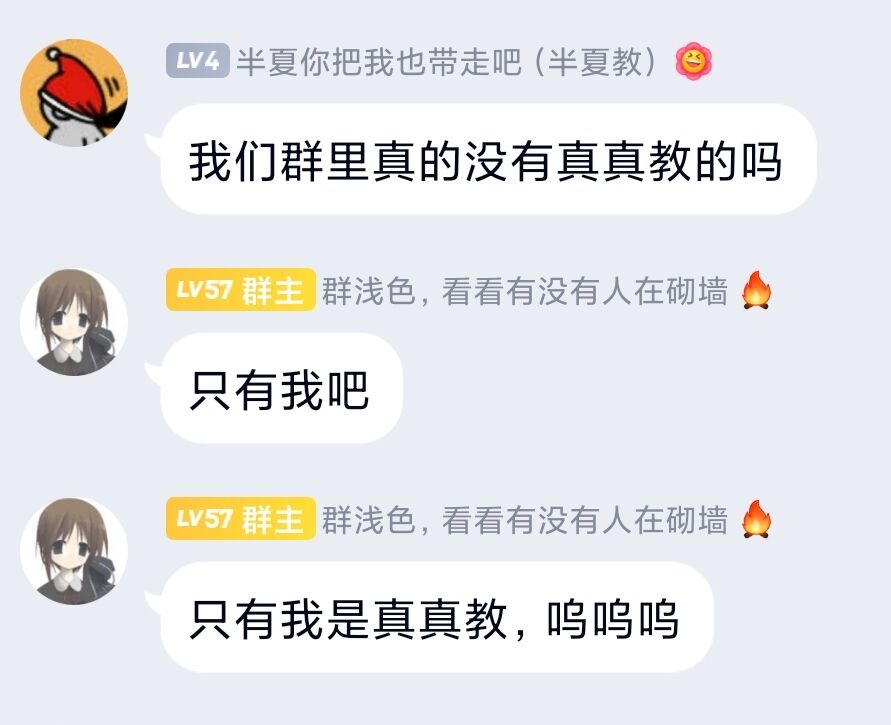 LV4 半夏你把我也带走吧（半夏教）
我们群里真的没有真真教的吗
LV57 群主 群浅色，看看有没有人在砌墙
只有我吧
LV57 群主 群浅色，看看有没有人在砌墙
只有我是真真教，呜呜呜